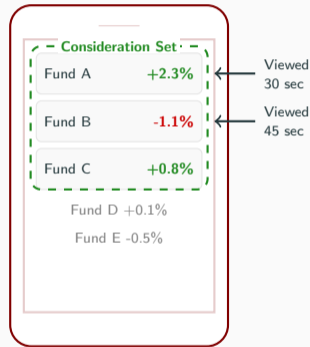 Consideration Set
Fund A +2.3%
Viewed
30 sec
Fund B -1.1%
Viewed
45 sec
Fund C +0.8%
Fund D +0.1%
Fund E -0.5%